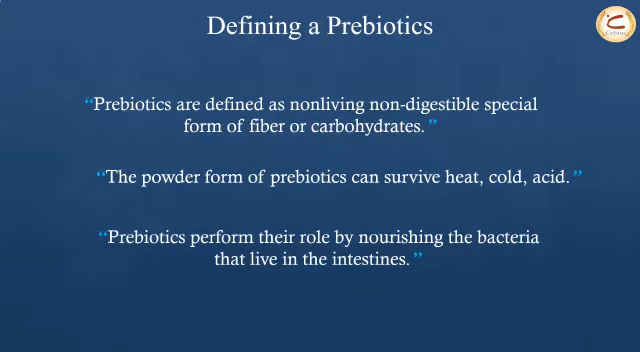 Defining a Prebiotics
“Prebiotics are defined as nonliving non-digestible special
form of fiber or carbohydrates.”
“The powder form of prebiotics can survive heat, cold, acid.”
“Prebiotics perform their role by nourishing the bacteria
that live in the intestines.”